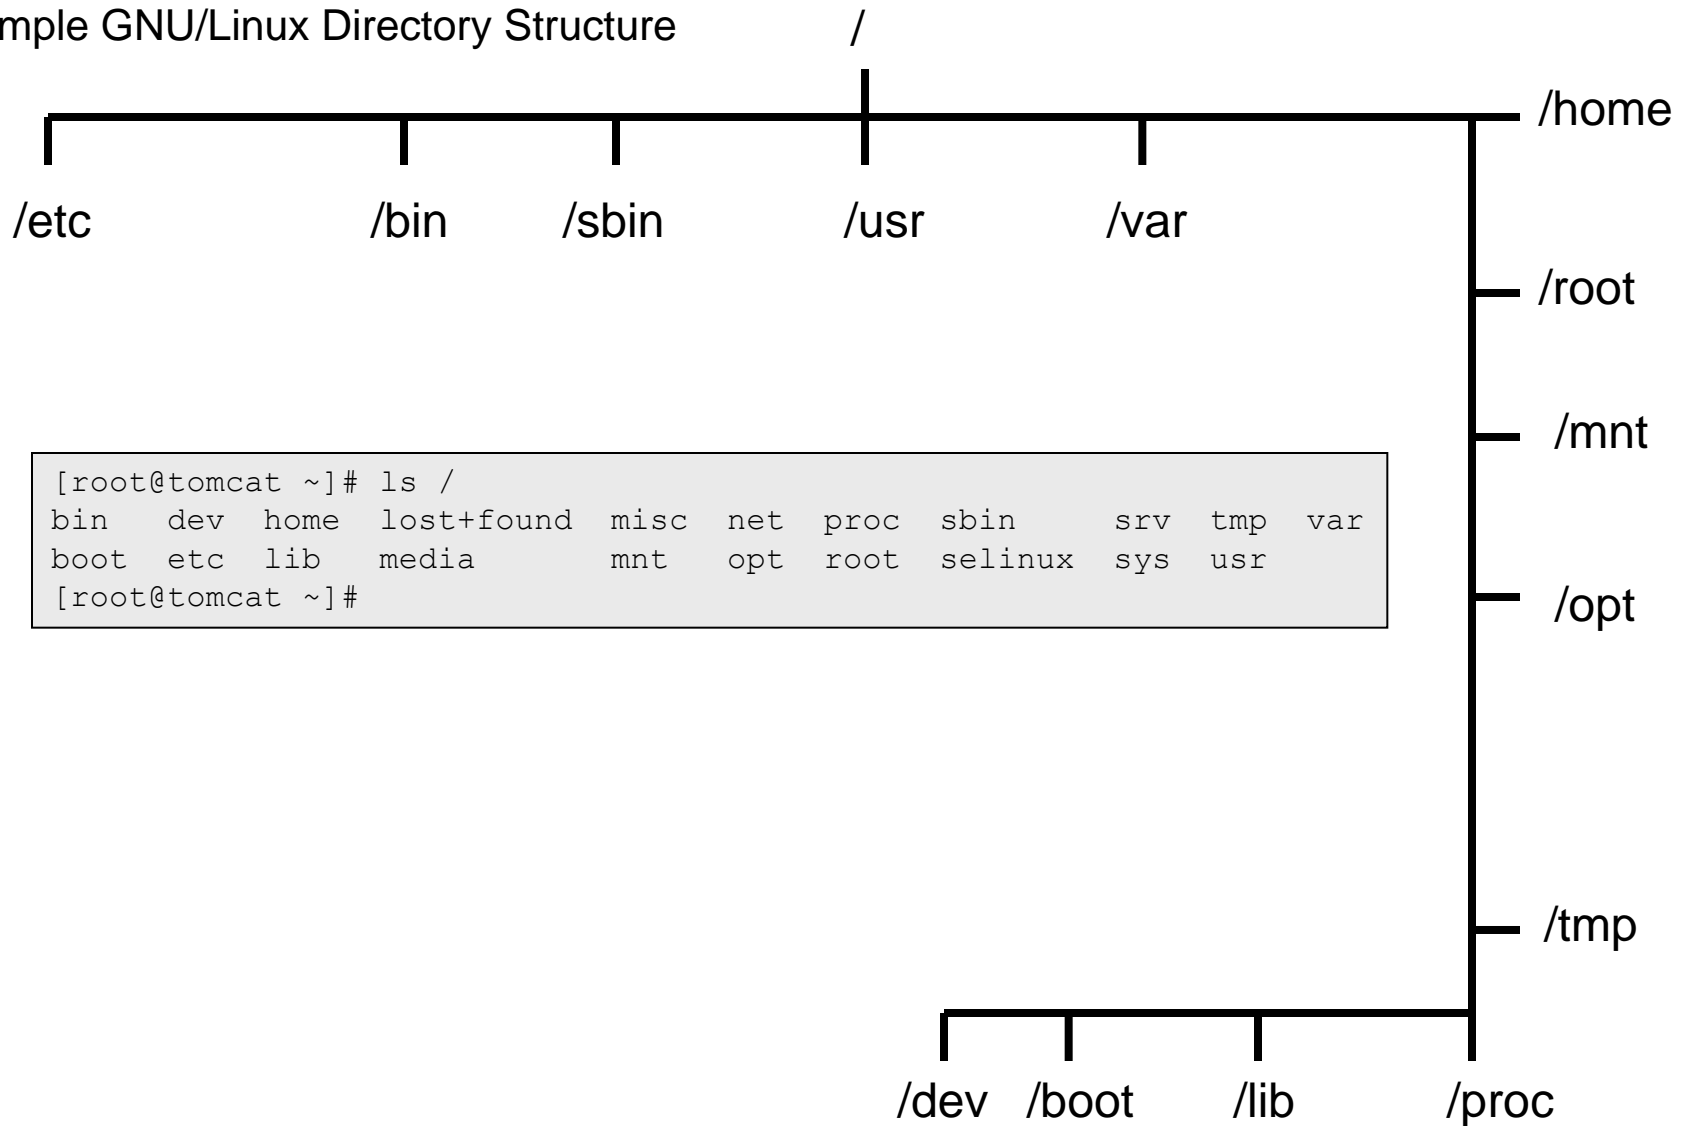 mple GNU/Linux Directory Structure
/
/home
/etc /bin /sbin /usr /var
/root
/mnt
[root@tomcat ~]# ls /
bin dev home lost+found misc net proc sbin srv tmp var
boot etc lib media mnt opt root selinux sys usr
[root@tomcat ~]#
/opt
/tmp
/dev /boot /lib /proc